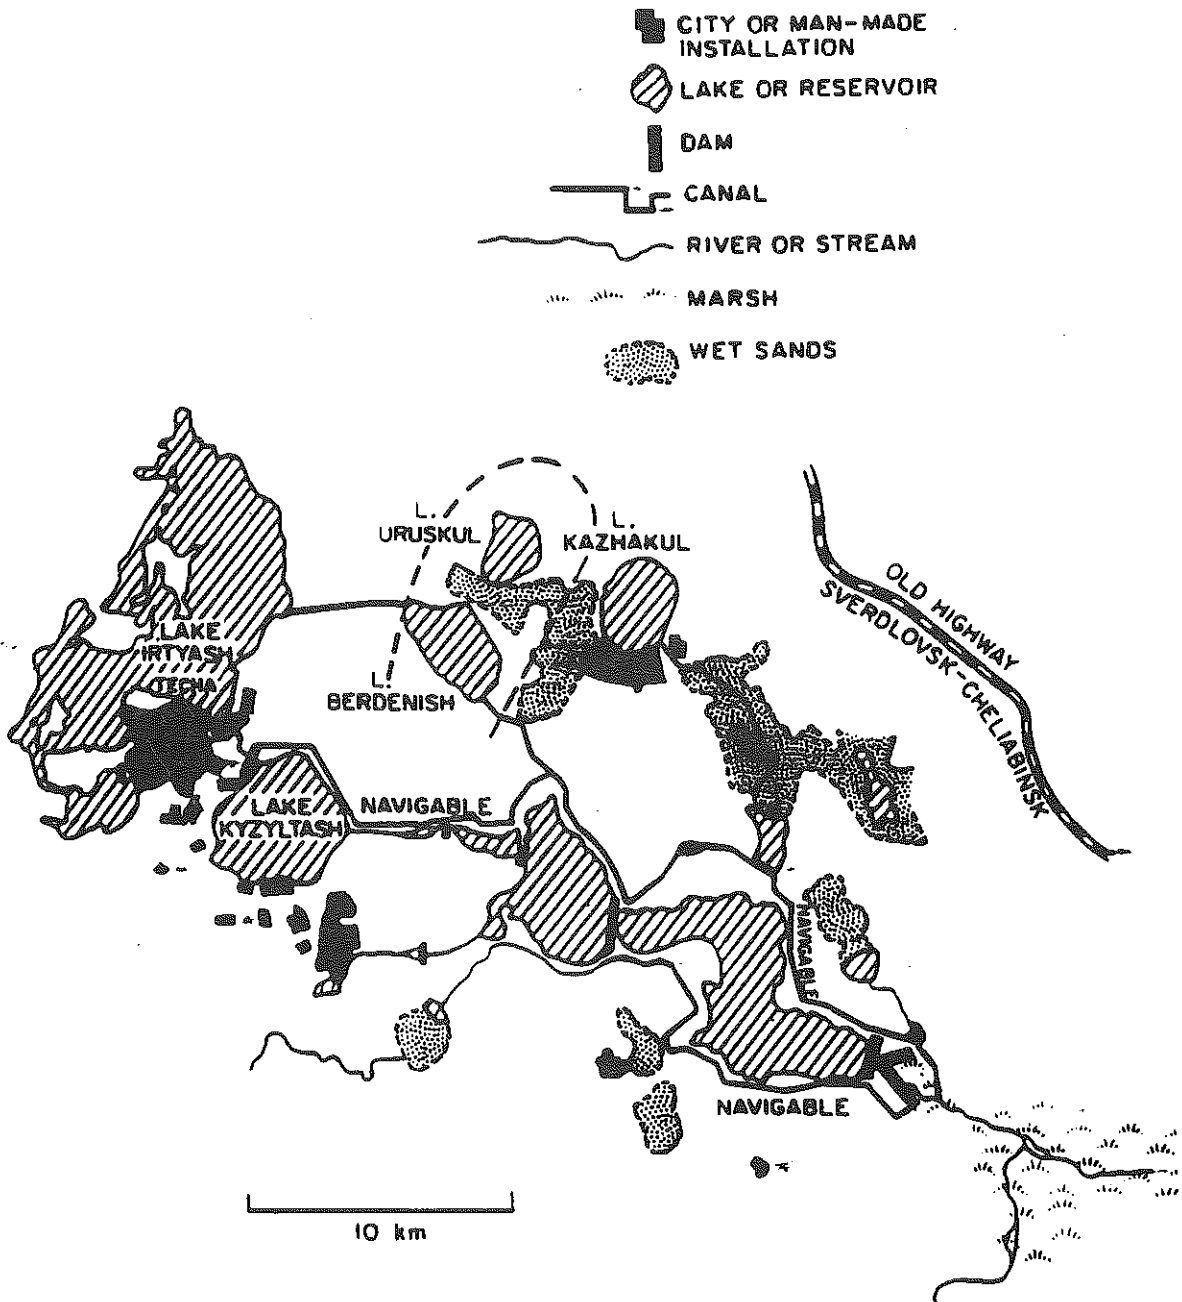 CITY OR MAN-MADE
INSTALLATION
LAKE OR RESERVOIR
DAM
CANAL
RIVER OR STREAM
MARSH
WET SANDS
L.
URUSKUL
L.
KAZHAKUL
OLD HIGHWAY
SVERDLOVSK-CHELIABINSK
LAKE
IRTYASH
TECHA
L.
BERDENISH
LAKE
KYZYLTASH
NAVIGABLE
NAVIGABLE
NAVIGABLE
10 km